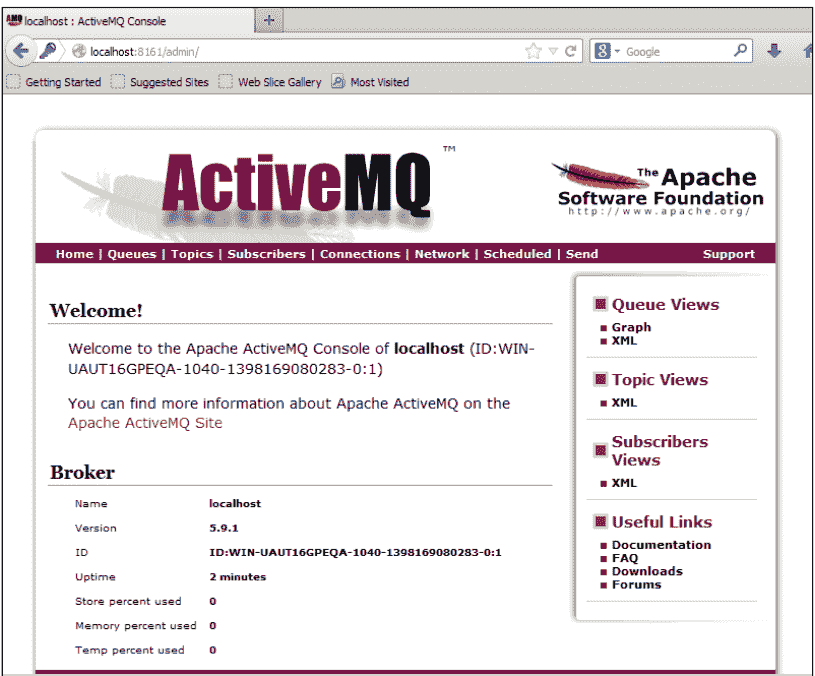 localhost : ActiveMQ Console
localhost:8161/admin/
Google
Getting Started Suggested Sites Web Slice Gallery Most Visited
ActiveMQ ™
The Apache
Software Foundation
http://www.apache.org/
Home | Queues | Topics | Subscribers | Connections | Network | Scheduled | Send Support
Welcome!
Welcome to the Apache ActiveMQ Console of localhost (ID:WIN-
UAUT16GPEQA-1040-1398169080283-0:1)
You can find more information about Apache ActiveMQ on the
Apache ActiveMQ Site
Broker
Name localhost
Version 5.9.1
ID ID:WIN-UAUT16GPEQA-1040-1398169080283-0:1
Uptime 2 minutes
Store percent used 0
Memory percent used 0
Temp percent used 0
Queue Views
Graph
XML
Topic Views
XML
Subscribers
Views
XML
Useful Links
Documentation
FAQ
Downloads
Forums